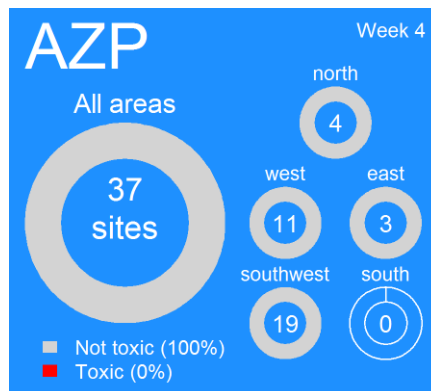 AZP
Week 4
All areas
37
sites
north
4
west
11
east
3
southwest
19
south
0
Not toxic (100%)
Toxic (0%)